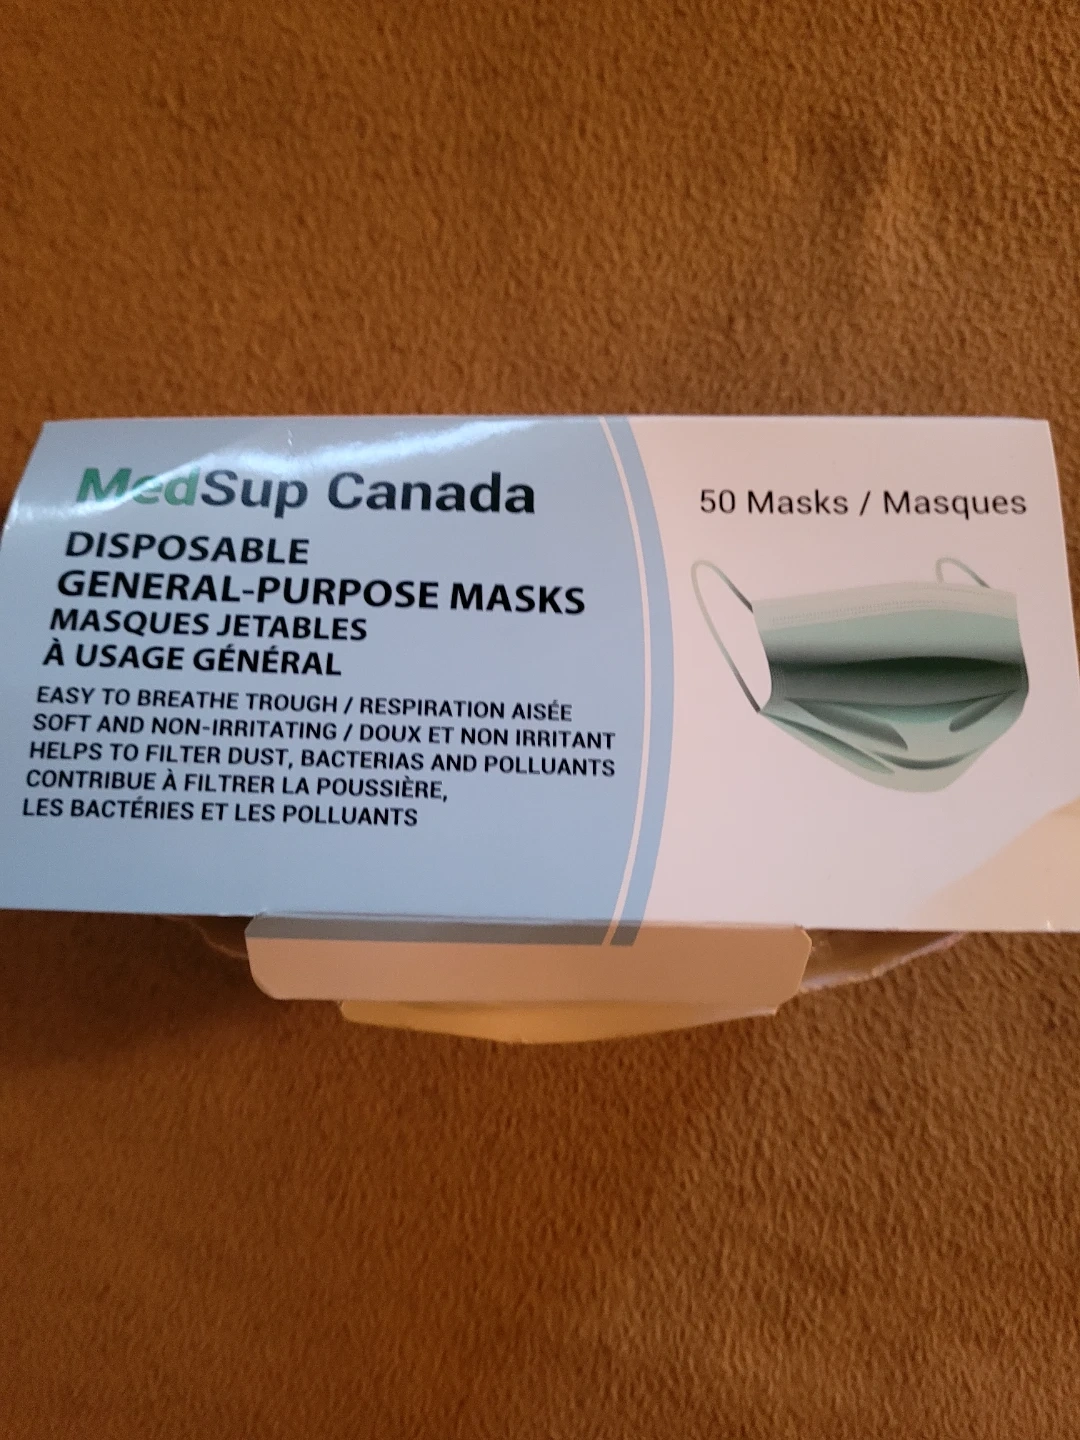 MedSup Canada
DISPOSABLE
GENERAL-PURPOSE MASKS
MASQUES JETABLES
À USAGE GÉNÉRAL
EASY TO BREATHE TROUGH / RESPIRATION AISÉE
SOFT AND NON-IRRITATING / DOUX ET NON IRRITANT
HELPS TO FILTER DUST, BACTERIAS AND POLLUANTS
CONTRIBUE À FILTRER LA POUSSIÈRE,
LES BACTÉRIES ET LES POLLUANTS
50 Masks / Masques